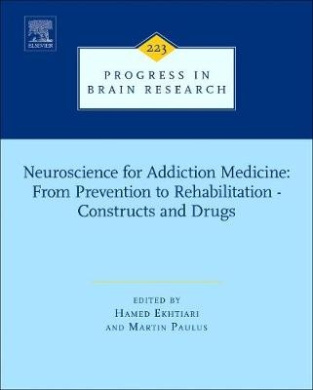 ELSEVIER
223
PROGRESS IN
BRAIN RESEARCH
Neuroscience for Addiction Medicine:
From Prevention to Rehabilitation -
Constructs and Drugs
EDITED BY
HAMED EKHTIARI
AND MARTIN PAULUS